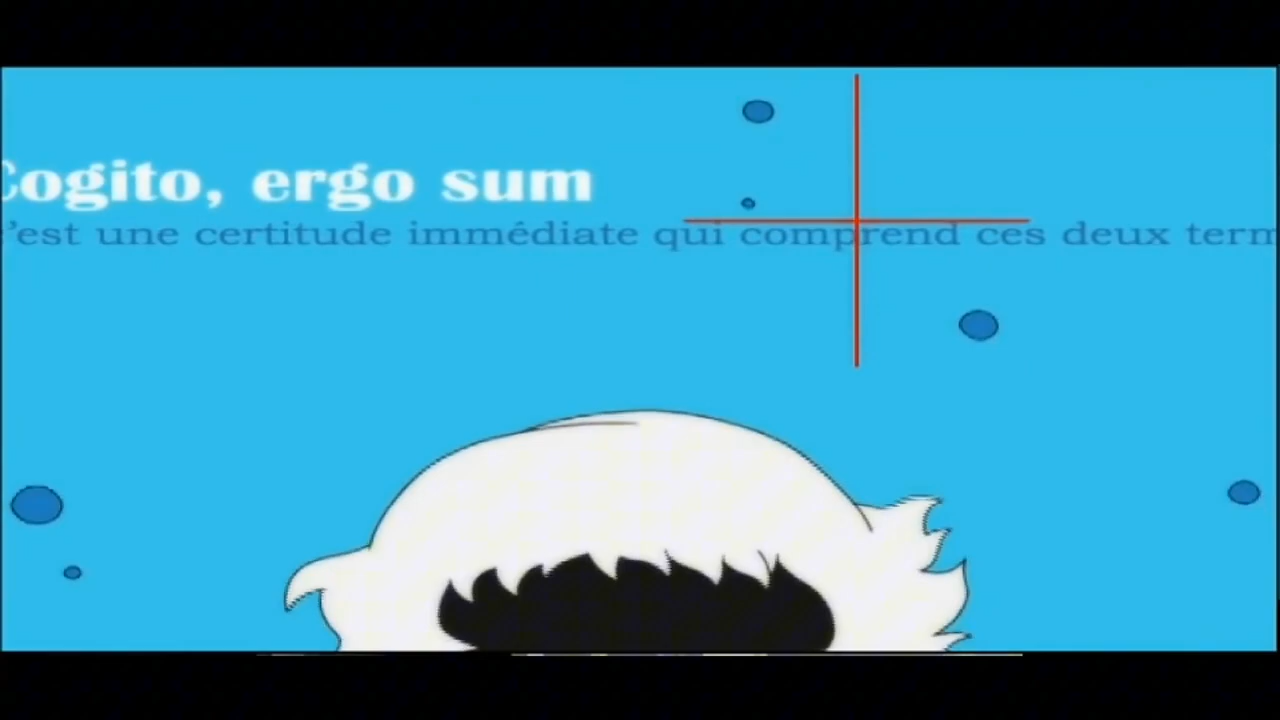 Cogito, ergo sum
c'est une certitude immédiate qui comprend ces deux term